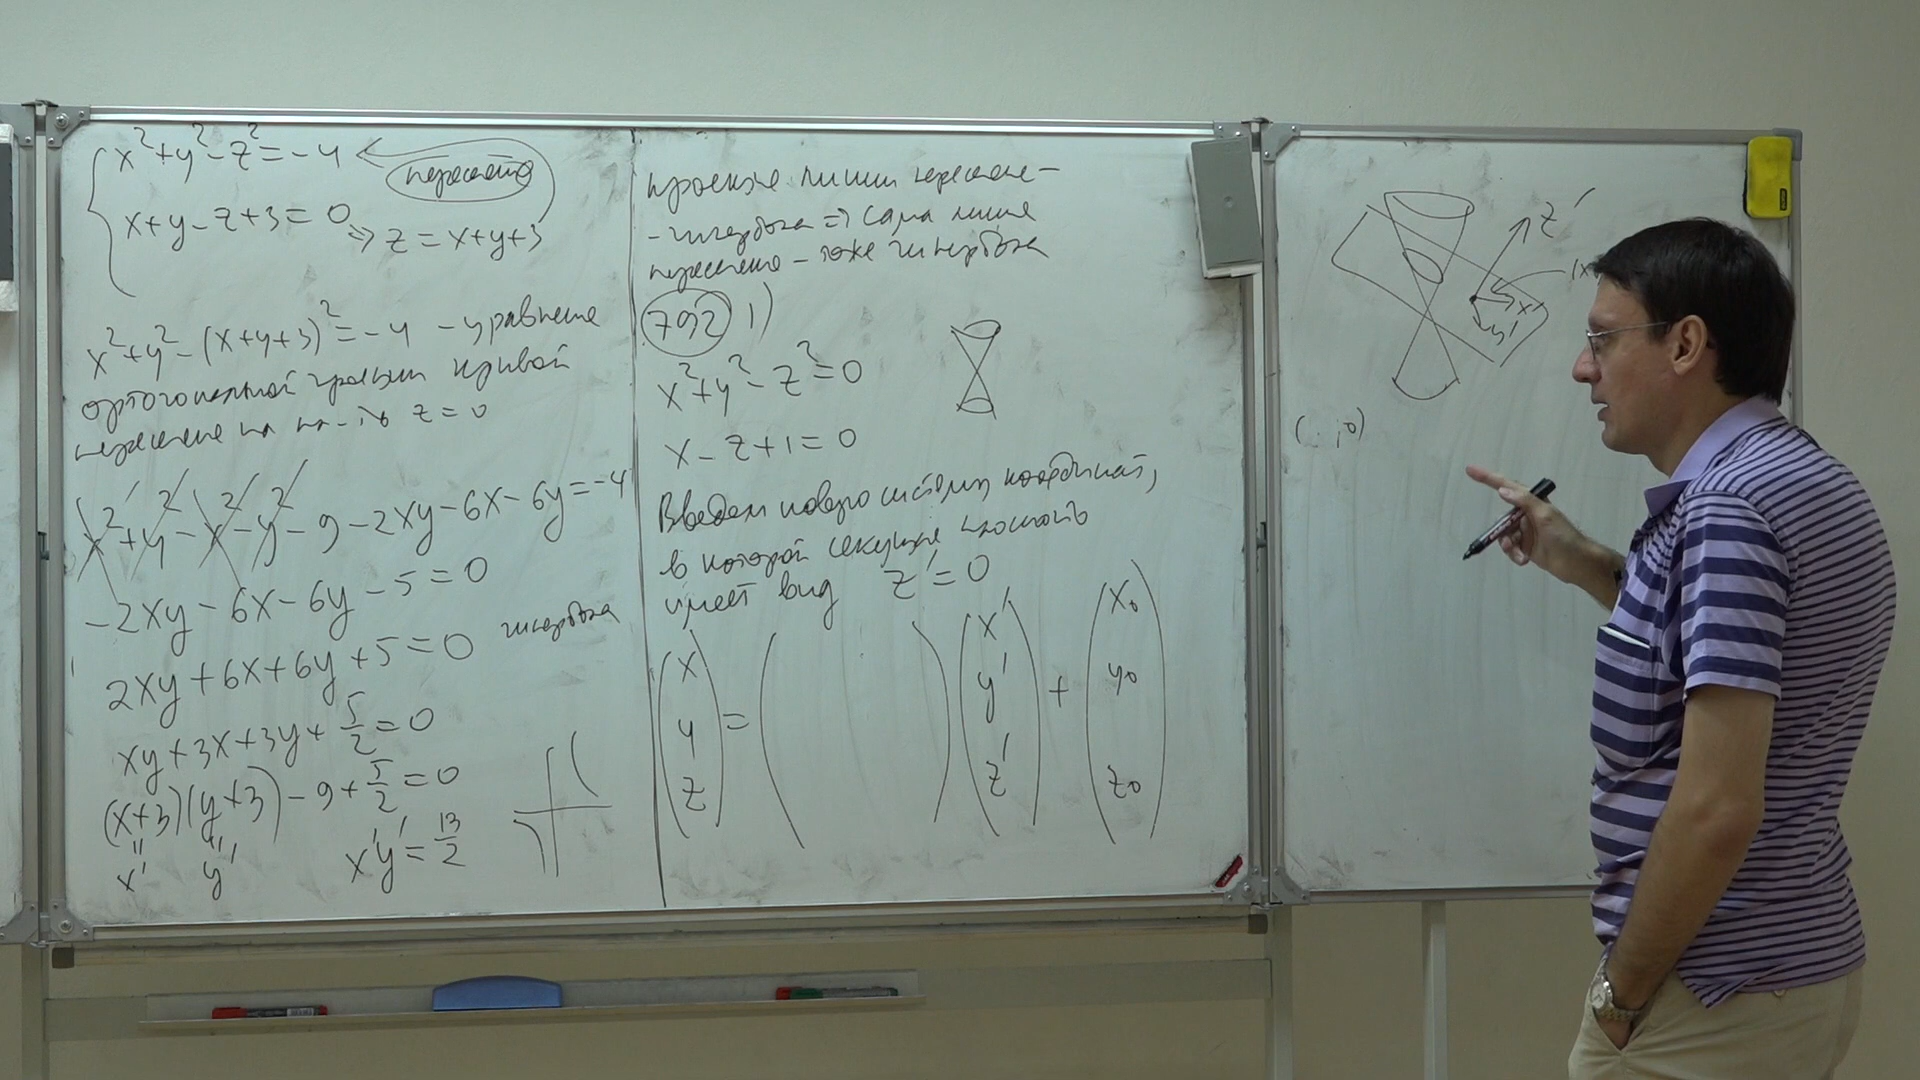 x² + y² - z² = -4
пересечение
x + y - z + 3 = 0 ⇒ z = x + y + 3
x² + y² - (x + y + 3)² = -4 - уравнение
ортогональной проекции кривой
пересечения на пл-ть z = 0
x² + y² - x² - y² - 9 - 2xy - 6x - 6y = -4
-2xy - 6x - 6y - 5 = 0
гипербола
2xy + 6x + 6y + 5 = 0
xy + 3x + 3y + 5/2 = 0
(x + 3)(y + 3) - 9 + 5/2 = 0
x' y' x'y' = 13/2
проекция линии пересечен-
- гипербола ⇒ сама линия
пересечения - тоже гипербола
792 1)
x² + y² - z² = 0
x - z + 1 = 0
Введем новую систему координат,
в которой секущая плоскость
имеет вид z' = 0
(x y z) = ( ) (x' y' z') + (x₀ y₀ z₀)
z'
(x
x'
y'
( : , 0)